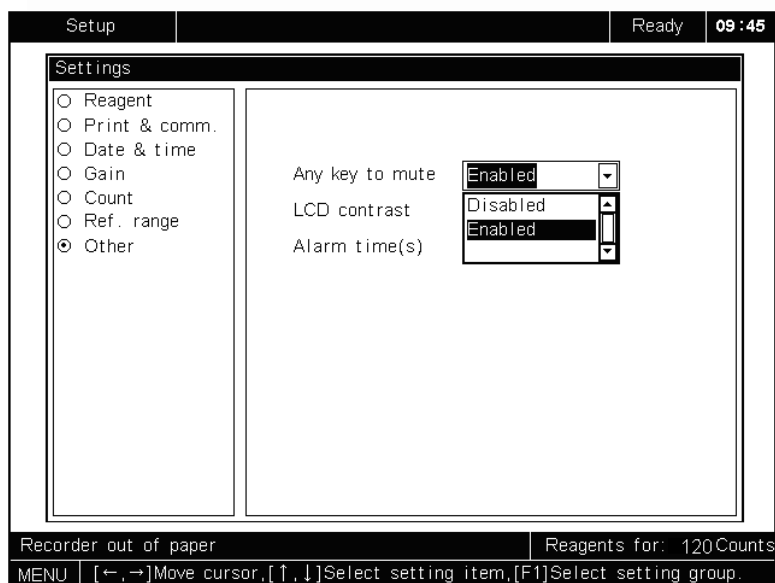 Setup Ready 09:45
Settings
Reagent
Print & comm.
Date & time
Gain
Count
Ref. range
Other
Any key to mute Enabled
LCD contrast Disabled
Enabled
Alarm time(s)
Recorder out of paper Reagents for: 120 Counts
MENU [←,→]Move cursor,[↑,↓]Select setting item,[F1]Select setting group.